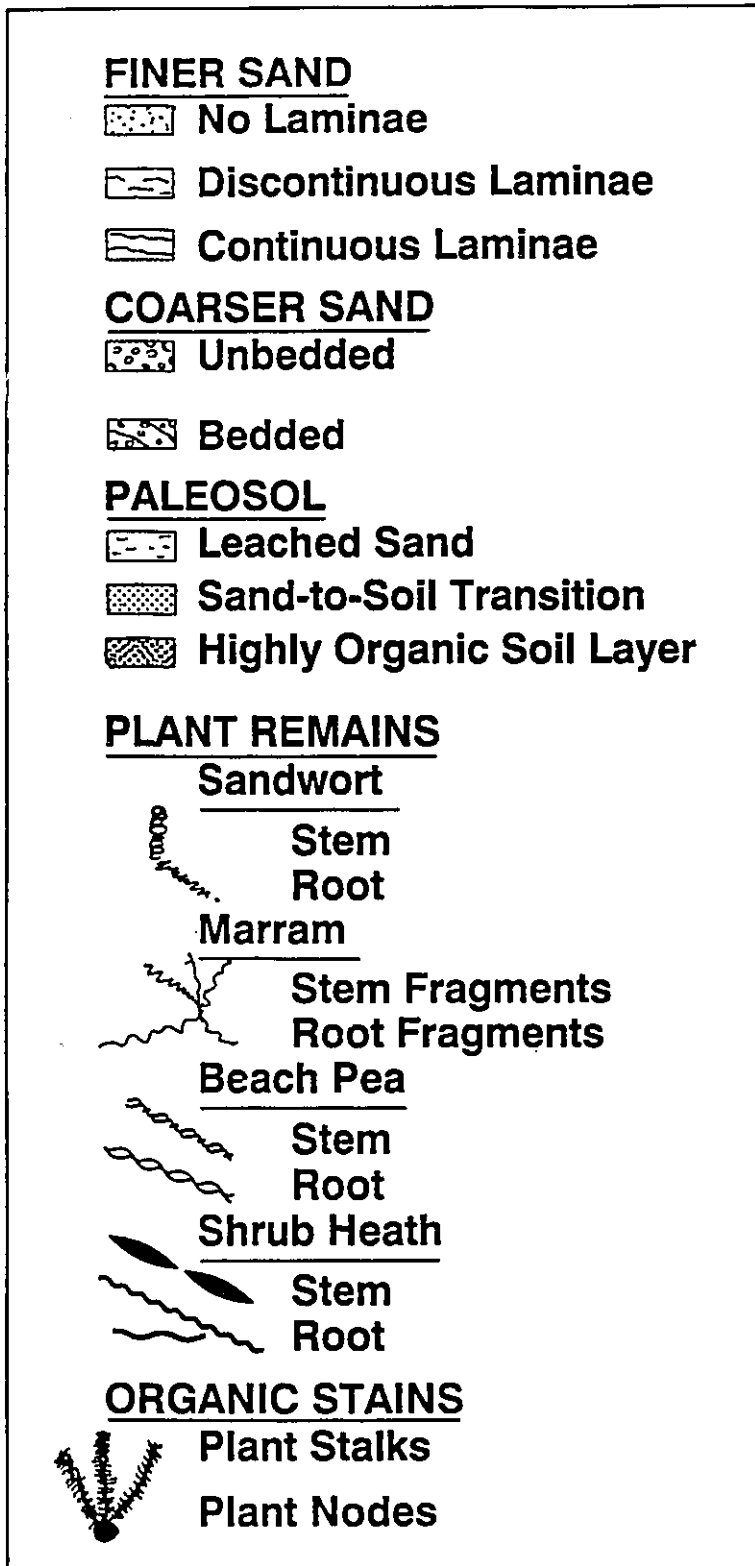 FINER SAND
No Laminae
Discontinuous Laminae
Continuous Laminae
COARSER SAND
Unbedded
Bedded
PALEOSOL
Leached Sand
Sand-to-Soil Transition
Highly Organic Soil Layer
PLANT REMAINS
Sandwort
Stem
Root
Marram
Stem Fragments
Root Fragments
Beach Pea
Stem
Root
Shrub Heath
Stem
Root
ORGANIC STAINS
Plant Stalks
Plant Nodes